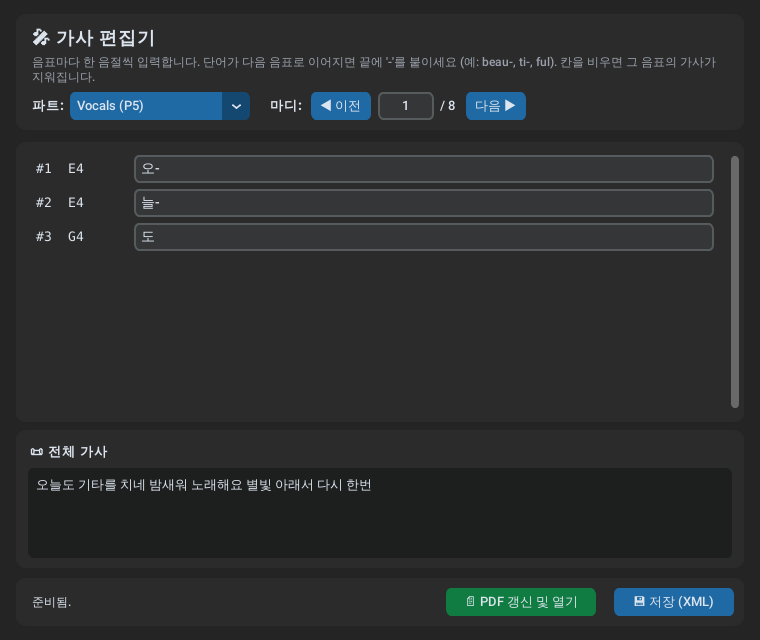 🎤 가사 편집기
음표마다 한 음절씩 입력합니다. 단어가 다음 음표로 이어지면 끝에 '-'를 붙이세요 (예: beau-, ti-, ful). 칸을 비우면 그 음표의 가사가
지워집니다.
파트: Vocals (P5) 마디: ◀ 이전 1 / 8 다음 ▶
#1 E4 오-
#2 E4 늘-
#3 G4 도
📜 전체 가사
오늘도 기타를 치네 밤새워 노래해요 별빛 아래서 다시 한번
준비됨. 📄 PDF 갱신 및 열기 💾 저장 (XML)